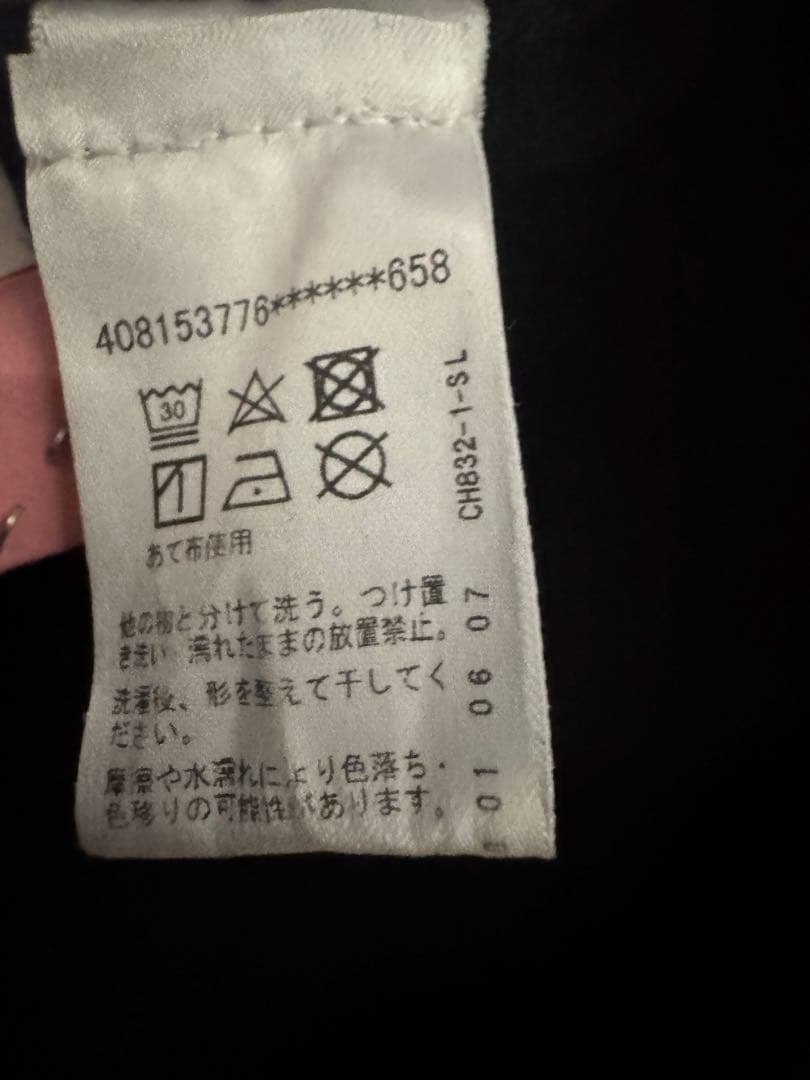 408153776******658
30
あて布使用
他の物と分けて洗う。つけ置
き洗い 濡れたままの放置禁止。
洗濯後、形を整えて干してく
ださい。
摩擦や水濡れにより色落ち・
色移りの可能性があります。
CH832-1-SL
01 06 07